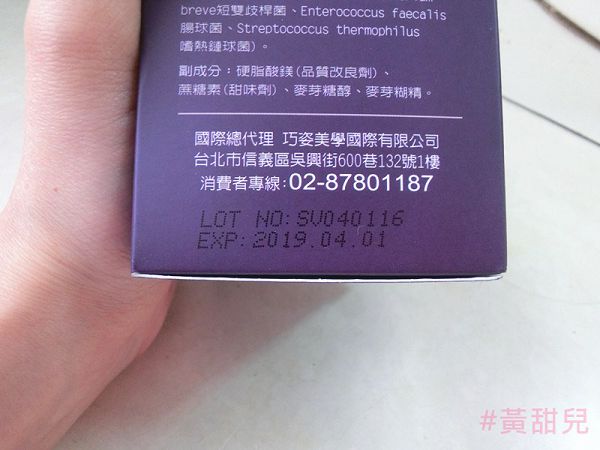 breve短雙歧桿菌、Enterococcus faecalis
腸球菌、Streptococcus thermophilus
嗜熱鏈球菌)。
副成分：硬脂酸鎂(品質改良劑)、
蔗糖素(甜味劑)、麥芽糖醇、麥芽糊精。
國際總代理 巧姿美學國際有限公司
台北市信義區吳興街600巷132號1樓
消費者專線:02-87801187
LOT NO:SV040116
EXP:2019.04.01
#黃甜兒